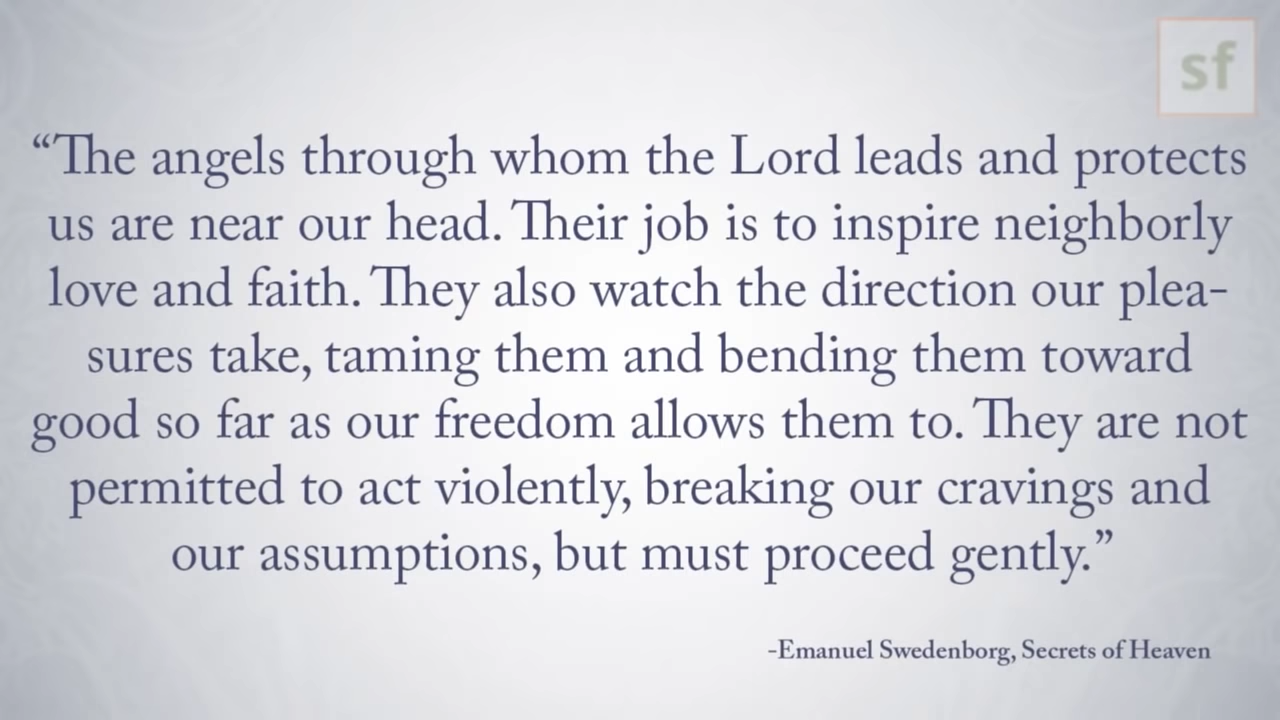 sf
“The angels through whom the Lord leads and protects
us are near our head. Their job is to inspire neighborly
love and faith. They also watch the direction our plea-
sures take, taming them and bending them toward
good so far as our freedom allows them to. They are not
permitted to act violently, breaking our cravings and
our assumptions, but must proceed gently.”
-Emanuel Swedenborg, Secrets of Heaven